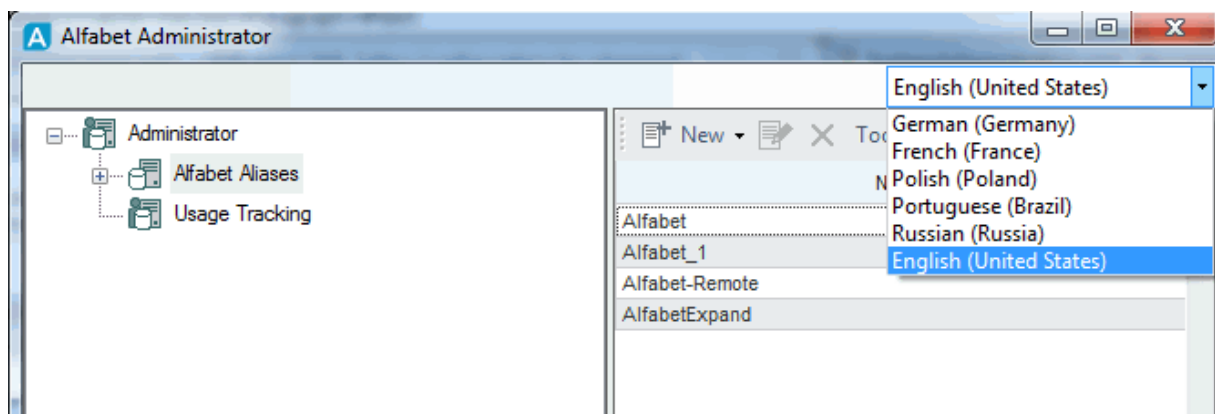 Alfabet Administrator
English (United States)
Administrator
Alfabet Aliases
Usage Tracking
New
German (Germany)
French (France)
Polish (Poland)
Portuguese (Brazil)
Russian (Russia)
English (United States)
Alfabet
Alfabet_1
Alfabet-Remote
AlfabetExpand